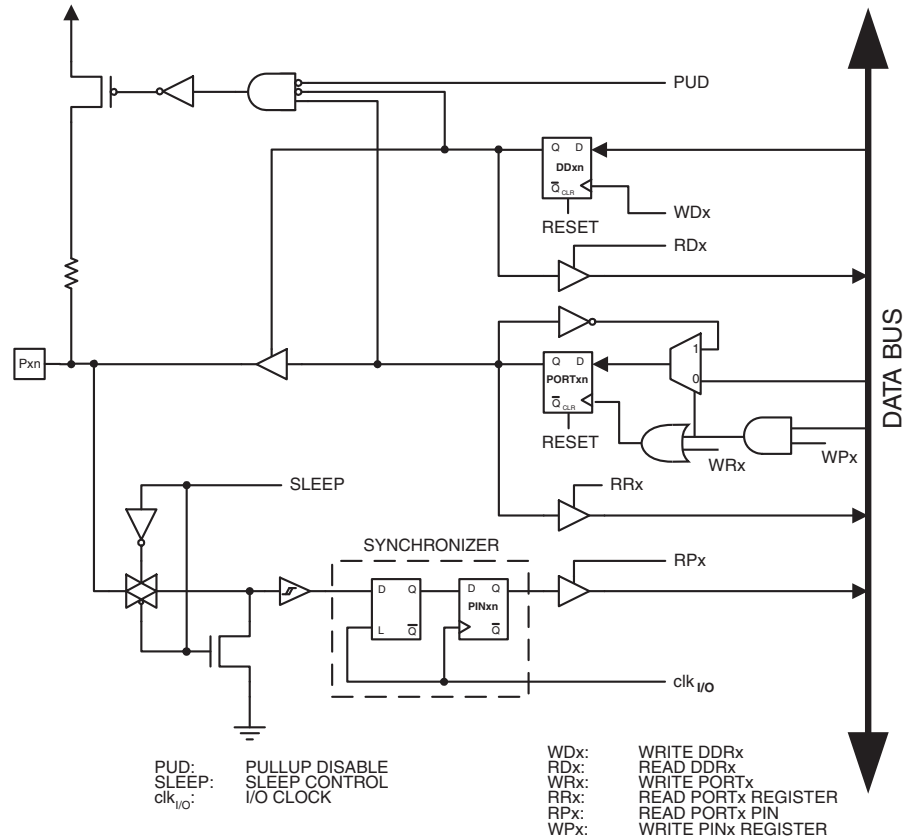 PUD
Q D
DDxn
Q CLR
WDx
RESET
RDx
Pxn
1
Q D
PORTxn
0
Q CLR
RESET
WRx
WPx
DATA BUS
SLEEP
RRx
SYNCHRONIZER
RPx
D Q
D Q
PINxn
L Q
Q
clk I/O
PUD: PULLUP DISABLE
SLEEP: SLEEP CONTROL
clkI/O: I/O CLOCK
WDx: WRITE DDRx
RDx: READ DDRx
WRx: WRITE PORTx
RRx: READ PORTx REGISTER
RPx: READ PORTx PIN
WPx: WRITE PINx REGISTER